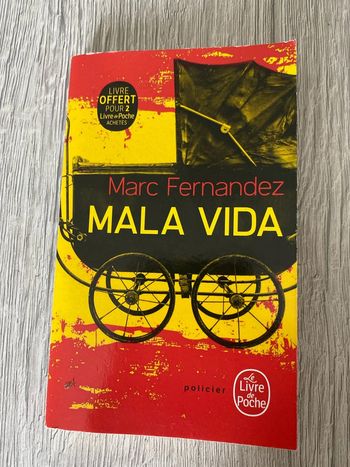 LIVRE
OFFERT
POUR 2
Livre de Poche
ACHETÉS
Marc Fernandez
MALA VIDA
policier
Le
Livre
de
Poche